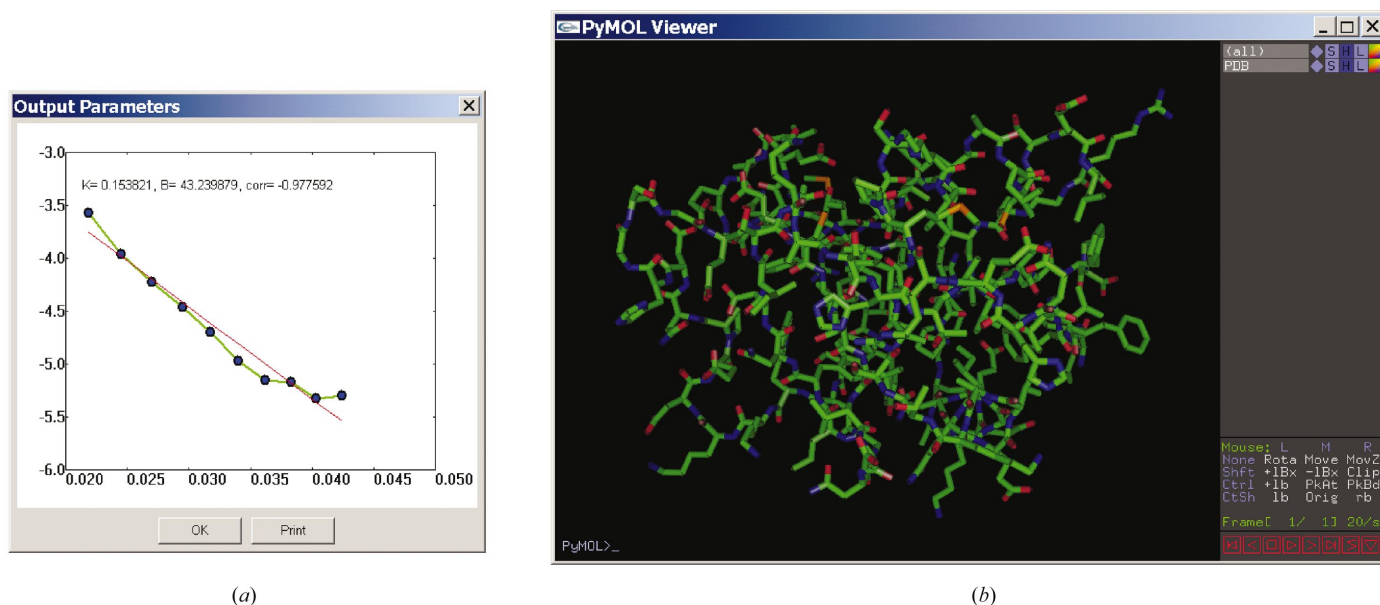 Output Parameters
-3.0
K= 0.153821, B= 43.239879, corr= -0.977592
-3.5
-4.0
-4.5
-5.0
-5.5
-6.0
0.020 0.025 0.030 0.035 0.040 0.045 0.050
OK Print
(a)
PyMOL Viewer
(all) S H L
PDB S H L
Mouse: L M R
None Rota Move MovZ
Shft +lBx -lBx Clip
Ctrl +lb PkAt PkBd
CtSh lb Orig rb
Frame[ 1/ 1] 20/s
PyMOL>_
(b)